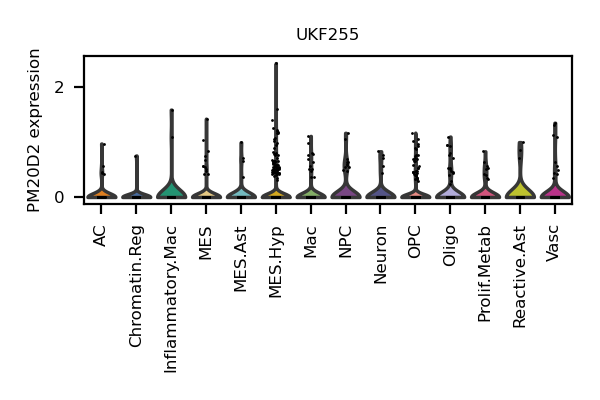 UKF255
PM20D2 expression
2
0
AC
Chromatin.Reg
Inflammatory.Mac
MES
MES.Ast
MES.Hyp
Mac
NPC
Neuron
OPC
Oligo
Prolif.Metab
Reactive.Ast
Vasc